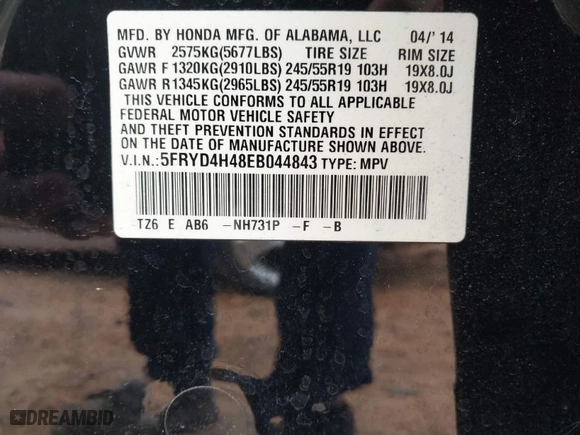 MFD. BY HONDA MFG. OF ALABAMA, LLC 04/'14
GVWR 2575KG(5677LBS) TIRE SIZE RIM SIZE
GAWR F 1320KG(2910LBS) 245/55R19 103H 19X8.0J
GAWR R 1345KG(2965LBS) 245/55R19 103H 19X8.0J
THIS VEHICLE CONFORMS TO ALL APPLICABLE
FEDERAL MOTOR VEHICLE SAFETY
AND THEFT PREVENTION STANDARDS IN EFFECT
ON THE DATE OF MANUFACTURE SHOWN ABOVE.
V.I.N.:5FRYD4H48EB044843 TYPE: MPV
TZ6 E AB6 -NH731P -F -B
DREAMBID